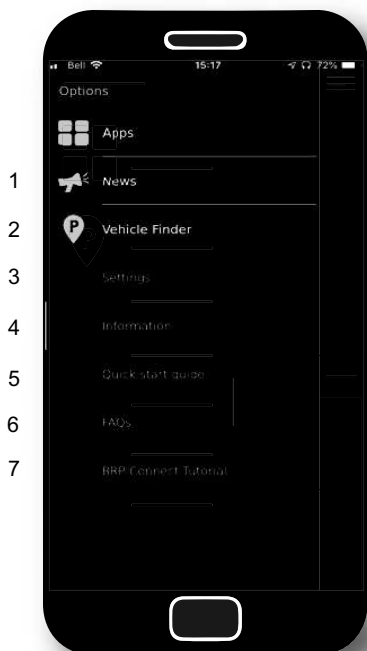 Bell 15:17 72%
Options
Apps
1 News
2 P Vehicle Finder
3 Settings
4 Information
5 Quick start guide
6 FAQs
7 BRP Connect Tutorial